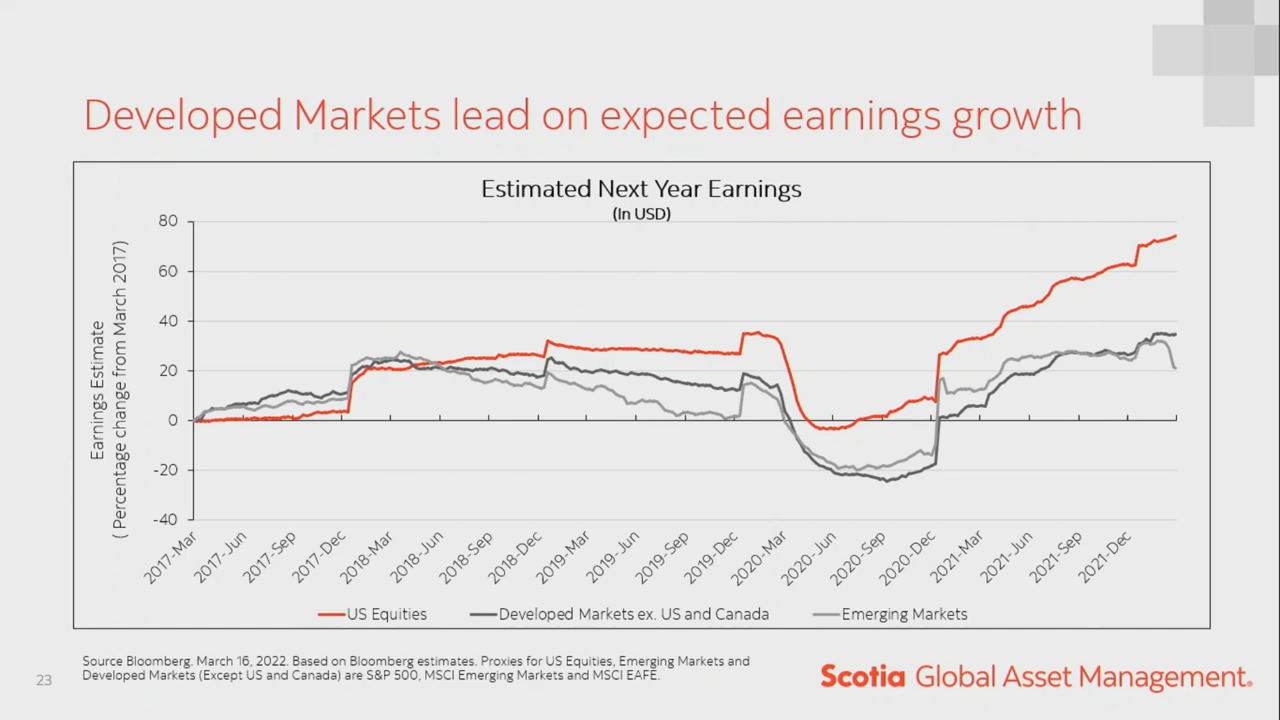 Developed Markets lead on expected earnings growth
Estimated Next Year Earnings
(In USD)
Earnings Estimate
( Percentage change from March 2017)
80
60
40
20
0
-20
-40
2017-Mar
2017-Jun
2017-Sep
2017-Dec
2018-Mar
2018-Jun
2018-Sep
2018-Dec
2019-Mar
2019-Jun
2019-Sep
2019-Dec
2020-Mar
2020-Jun
2020-Sep
2020-Dec
2021-Mar
2021-Jun
2021-Sep
2021-Dec
US Equities
Developed Markets ex. US and Canada
Emerging Markets
Source Bloomberg. March 16, 2022. Based on Bloomberg estimates. Proxies for US Equities, Emerging Markets and
Developed Markets (Except US and Canada) are S&P 500, MSCI Emerging Markets and MSCI EAFE.
23
Scotia Global Asset Management®